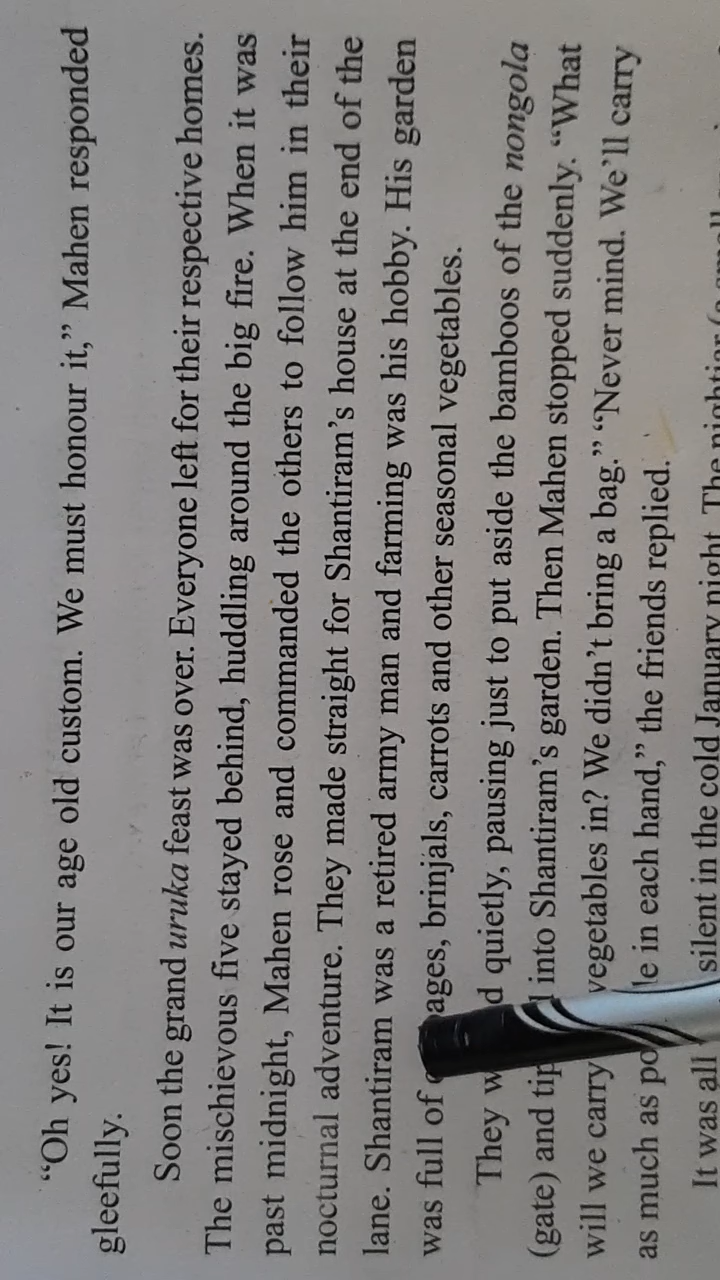 “Oh yes! It is our age old custom. We must honour it,” Mahen responded
gleefully.
Soon the grand uruka feast was over. Everyone left for their respective homes.
The mischievous five stayed behind, huddling around the big fire. When it was
past midnight, Mahen rose and commanded the others to follow him in their
nocturnal adventure. They made straight for Shantiram’s house at the end of the
lane. Shantiram was a retired army man and farming was his hobby. His garden
was full of ages, brinjals, carrots and other seasonal vegetables.
They quietly, pausing just to put aside the bamboos of the nongola
(gate) and into Shantiram’s garden. Then Mahen stopped suddenly. “What
will we carry vegetables in? We didn’t bring a bag.” “Never mind. We’ll carry
as much as in each hand,” the friends replied.
It was all silent in the cold January night. The